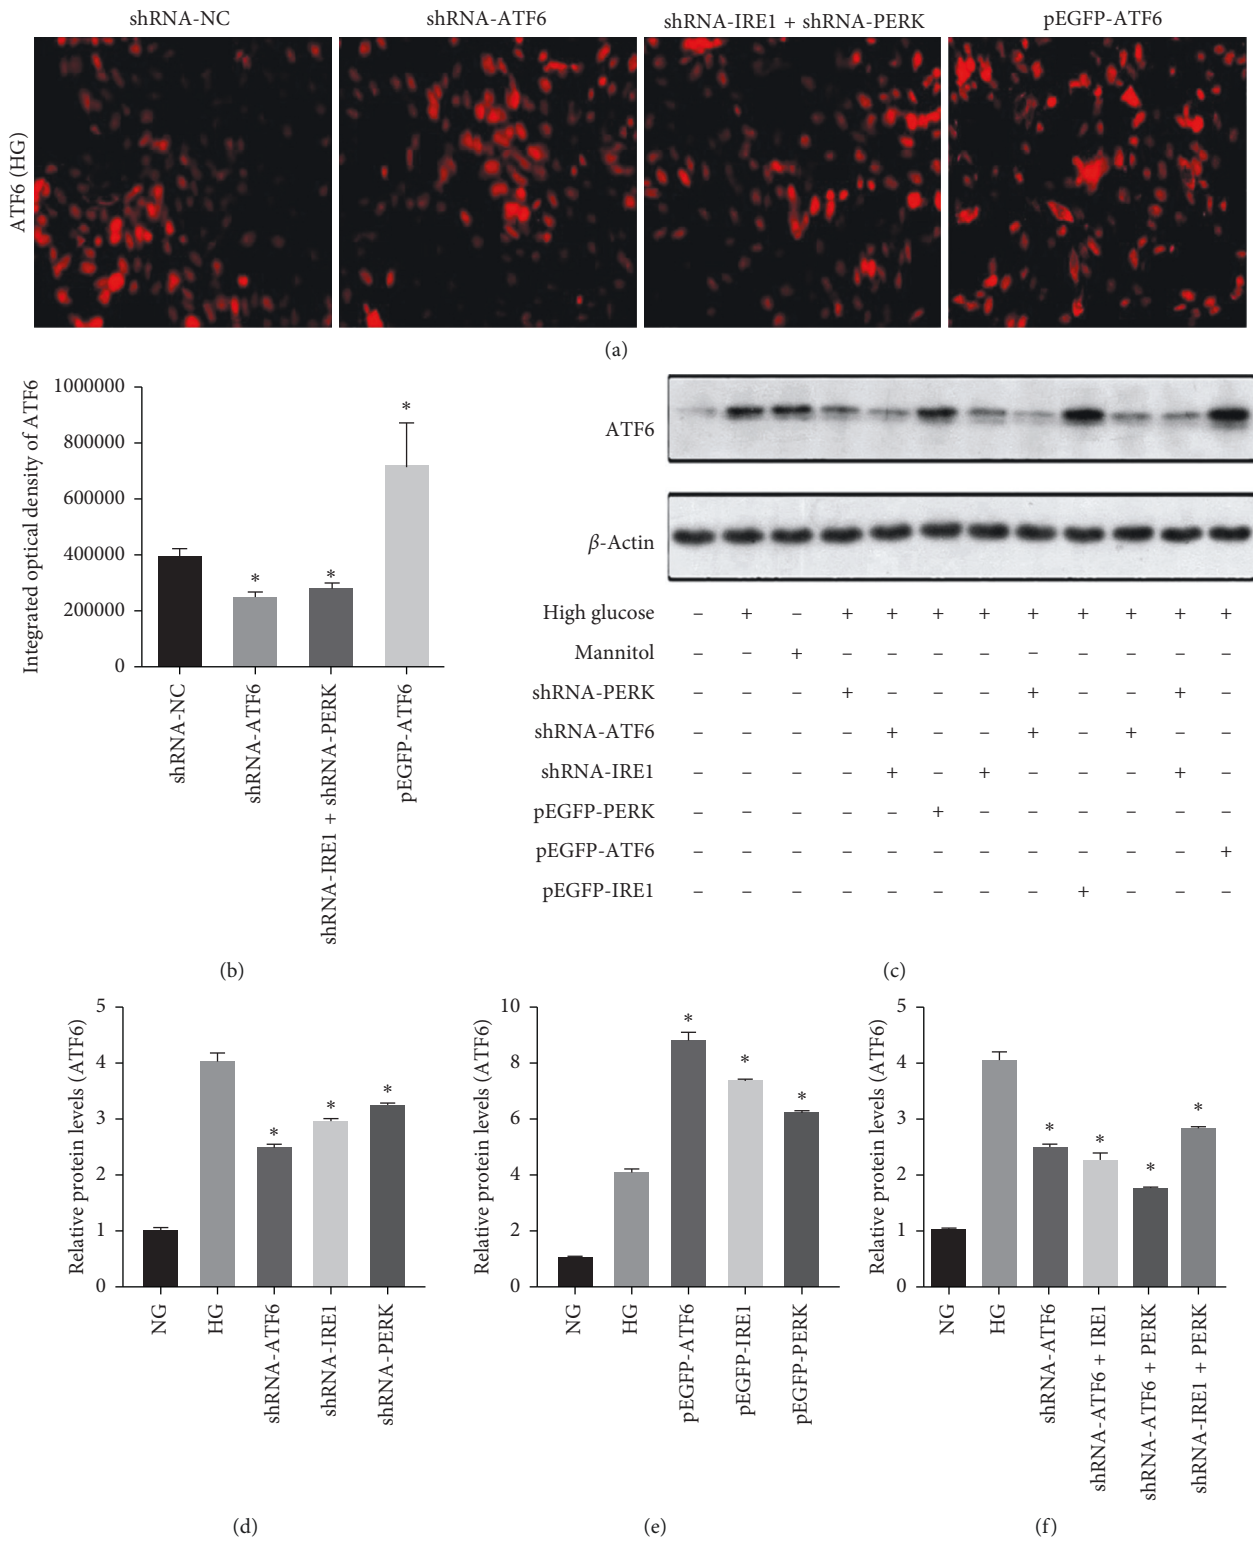 shRNA-NC shRNA-ATF6 shRNA-IRE1 + shRNA-PERK pEGFP-ATF6
ATF6 (HG)
(a)
Integrated optical density of ATF6
1000000
800000
600000
400000
200000
0
* * *
shRNA-NC
shRNA-ATF6
shRNA-IRE1 + shRNA-PERK
pEGFP-ATF6
(b)
ATF6
β-Actin
High glucose – + – + + + + + + + + +
Mannitol – – + – – – – – – – – –
shRNA-PERK – – – + – – – + – – + –
shRNA-ATF6 – – – – + – – + – + – –
shRNA-IRE1 – – – – + – + – – – + –
pEGFP-PERK – – – – – + – – – – – –
pEGFP-ATF6 – – – – – – – – – – – +
pEGFP-IRE1 – – – – – – – – + – – –
(c)
Relative protein levels (ATF6)
5
4
3
2
1
0
* * *
NG
HG
shRNA-ATF6
shRNA-IRE1
shRNA-PERK
(d)
Relative protein levels (ATF6)
10
8
6
4
2
0
* * *
NG
HG
pEGFP-ATF6
pEGFP-IRE1
pEGFP-PERK
(e)
Relative protein levels (ATF6)
5
4
3
2
1
0
* * * *
NG
HG
shRNA-ATF6
shRNA-ATF6 + IRE1
shRNA-ATF6 + PERK
shRNA-IRE1 + PERK
(f)